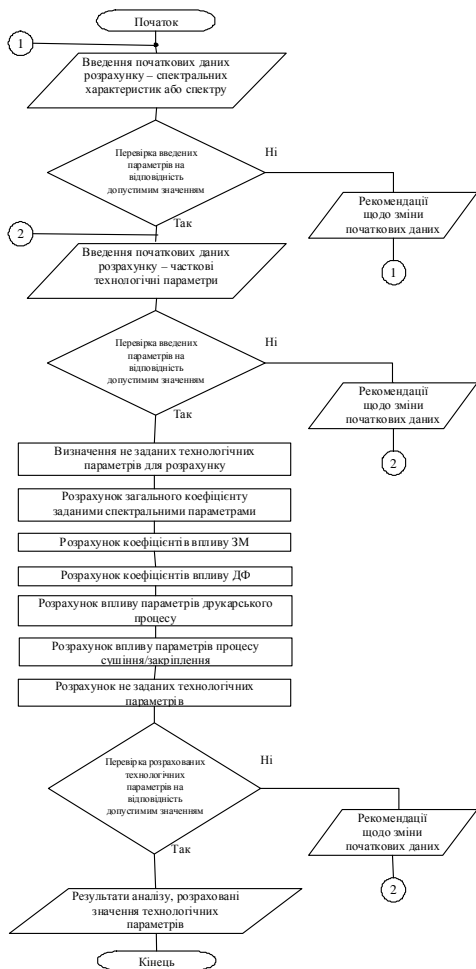 Початок
1
Введення початкових даних
розрахунку – спектральних
характеристик або спектру
Перевірка введених
параметрів на
відповідність
допустимим значенням
Ні
Рекомендації
щодо зміни
початкових даних
1
Так
2
Введення початкових даних
розрахунку – часткові
технологічні параметри
Перевірка введених
параметрів на
відповідність
допустимим значенням
Ні
Рекомендації
щодо зміни
початкових даних
2
Так
Визначення не заданих технологічних
параметрів для розрахунку
Розрахунок загального коефіцієнту
заданими спектральними параметрами
Розрахунок коефіцієнтів впливу ЗМ
Розрахунок коефіцієнтів впливу ДФ
Розрахунок впливу параметрів друкарського
процесу
Розрахунок впливу параметрів процесу
сушіння/закріплення
Розрахунок не заданих технологічних
параметрів
Перевірка розрахованих
технологічних
параметрів на
відповідність
допустимим значенням
Ні
Рекомендації
щодо зміни
початкових даних
2
Так
Результати аналізу, розраховані
значення технологічних
параметрів
Кінець